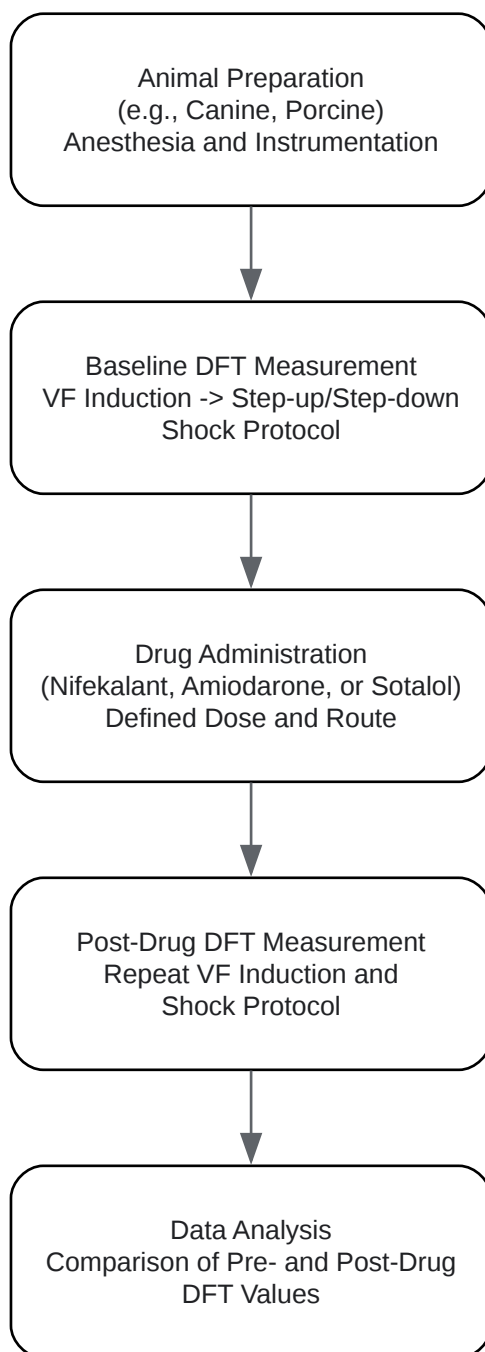 Animal Preparation
(e.g., Canine, Porcine)
Anesthesia and Instrumentation
Baseline DFT Measurement
VF Induction -> Step-up/Step-down
Shock Protocol
Drug Administration
(Nifekalant, Amiodarone, or Sotalol)
Defined Dose and Route
Post-Drug DFT Measurement
Repeat VF Induction and
Shock Protocol
Data Analysis
Comparison of Pre- and Post-Drug
DFT Values